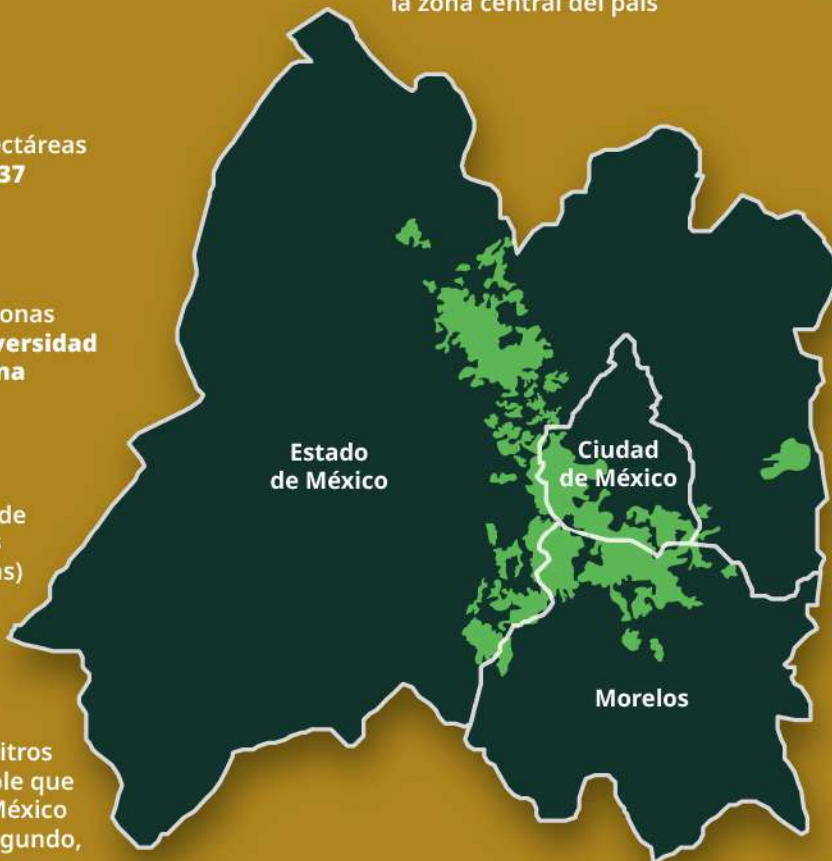 la zona central del país
ectáreas
37
onas
versidad
na
de
s
as)
itros
ble que
México
gundo,
Estado
de México
Ciudad
de México
Morelos